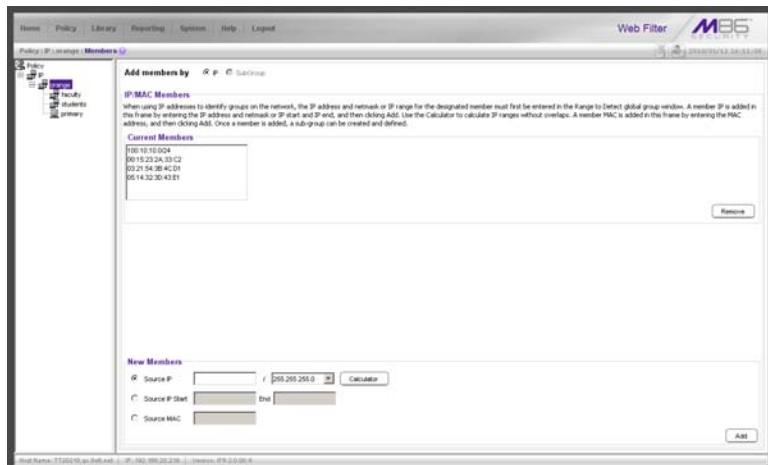 Home Policy Library Reporting System Help Logout
Web Filter M86 SECURITY
Policy : IP : orange : Members
Policy
IP
orange
faculty
students
primary
Add members by IP SubGroup
IP/MAC Members
When using IP addresses to identify groups on the network, the IP address and netmask or IP range for the designated member must first be entered in the Range to Detect global group window. A member IP is added in
this frame by entering the IP address and netmask or IP start and IP end, and then clicking Add. Use the Calculator to calculate IP ranges without overlaps. A member MAC is added in this frame by entering the MAC
address, and then clicking Add. Once a member is added, a sub-group can be created and defined.
Current Members
100.10.10.0/24
00:15:23:2A:33:C2
03:21:54:3B:4C:D1
05:14:32:3D:43:E1
Remove
New Members
Source IP / 255.255.255.0 Calculator
Source IP Start End
Source MAC
Add
Host Name: IP: Version: